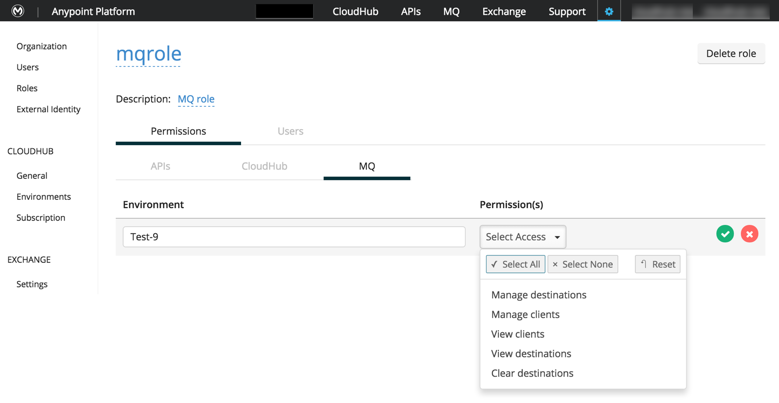 Anypoint Platform CloudHub APIs MQ Exchange Support
Organization
Users
Roles
External Identity
CLOUDHUB
General
Environments
Subscription
EXCHANGE
Settings
mqrole
Delete role
Description: MQ role
Permissions Users
APIs CloudHub MQ
Environment Permission(s)
Test-9 Select Access
Select All × Select None Reset
Manage destinations
Manage clients
View clients
View destinations
Clear destinations